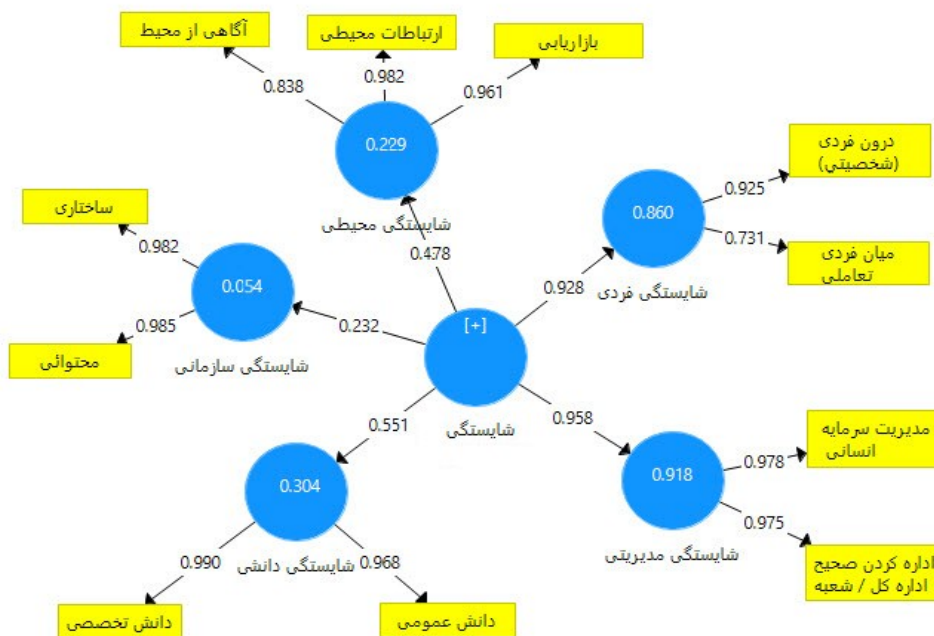 آگاهی از محیط
ارتباطات محیطی
بازاریابی
0.838
0.982
0.961
0.229
شایستگی محیطی
درون فردی
(شخصیتي)
0.925
0.860
0.731
میان فردی
تعاملی
شایستگی فردی
ساختاری
0.982
0.054
0.985
محتوائی
شایستگی سازمانی
0.478
0.928
0.232
[+]
شایستگی
0.551
0.958
0.304
شایستگی دانشی
0.990
0.968
دانش تخصصی
دانش عمومی
مدیریت سرمایه
انسانی
0.978
0.918
0.975
شایستگی مدیریتی
اداره کردن صحیح
اداره کل / شعبه